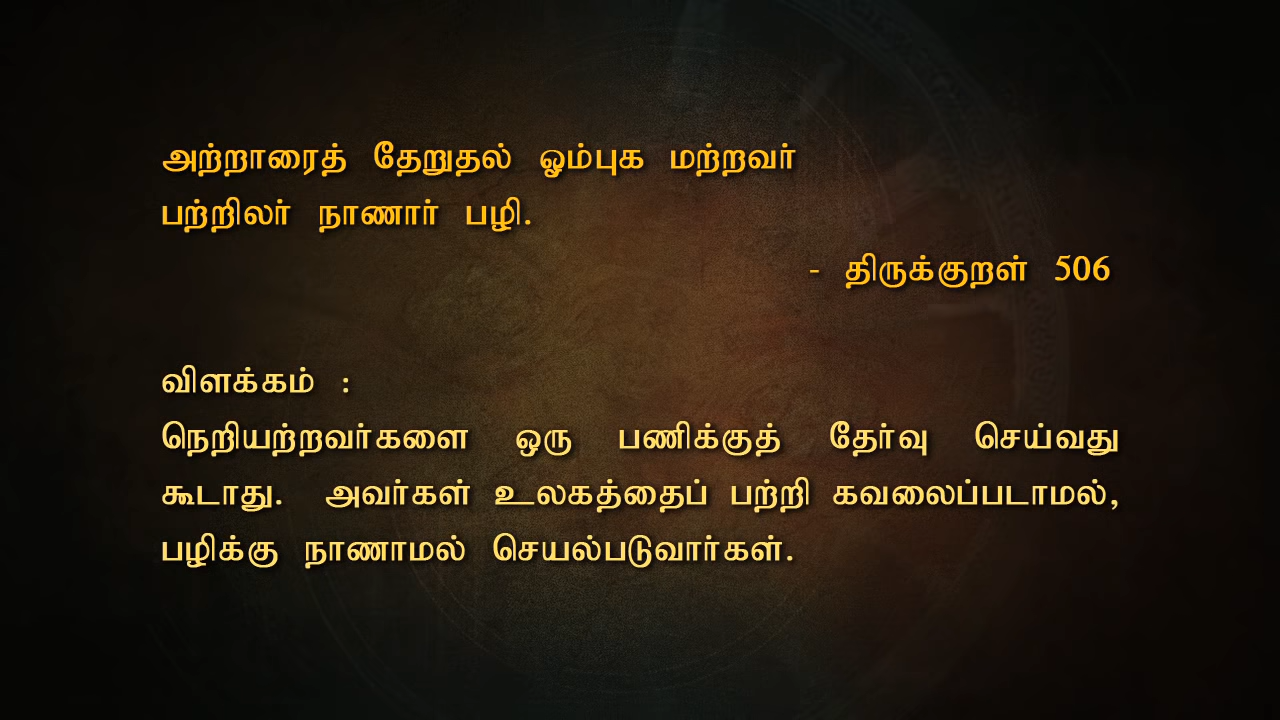 அற்றாரைத் தேறுதல் ஓம்புக மற்றவர்
பற்றிலர் நாணார் பழி.
- திருக்குறள் 506
விளக்கம் :
நெறியற்றவர்களை ஒரு பணிக்குத் தேர்வு செய்வது
கூடாது. அவர்கள் உலகத்தைப் பற்றி கவலைப்படாமல்,
பழிக்கு நாணாமல் செயல்படுவார்கள்.